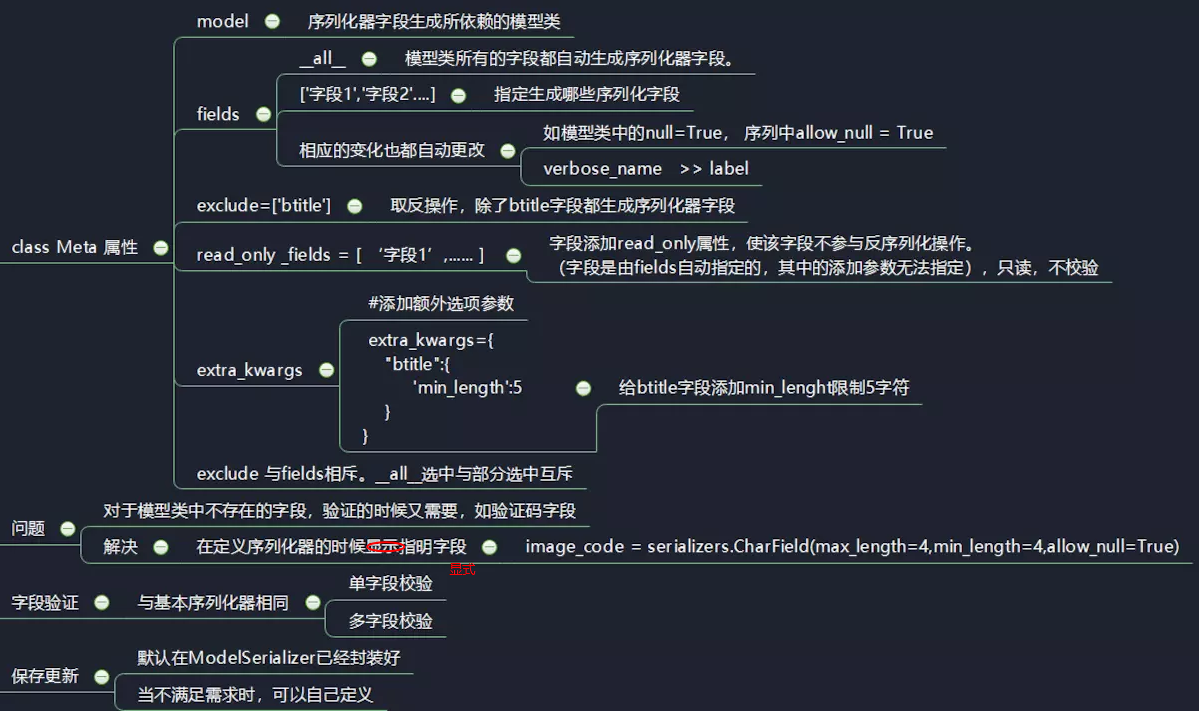 class Meta 属性
model
序列化器字段生成所依赖的模型类
fields
__all__
模型类所有的字段都自动生成序列化器字段。
['字段1','字段2'....]
指定生成哪些序列化字段
相应的变化也都自动更改
如模型类中的null=True， 序列中allow_null = True
verbose_name >> label
exclude=['btitle']
取反操作，除了btitle字段都生成序列化器字段
read_only _fields = [ ‘字段1’,...... ]
字段添加read_only属性，使该字段不参与反序列化操作。
（字段是由fields自动指定的，其中的添加参数无法指定），只读，不校验
extra_kwargs
#添加额外选项参数
extra_kwargs={
"btitle":{
'min_length':5
}
}
给btitle字段添加min_lenght限制5字符
exclude 与fields相斥。__all__选中与部分选中互斥
问题
对于模型类中不存在的字段，验证的时候又需要，如验证码字段
解决
在定义序列化器的时候显示指明字段
显式
image_code = serializers.CharField(max_length=4,min_length=4,allow_null=True)
字段验证
与基本序列化器相同
单字段校验
多字段校验
保存更新
默认在ModelSerializer已经封装好
当不满足需求时，可以自己定义